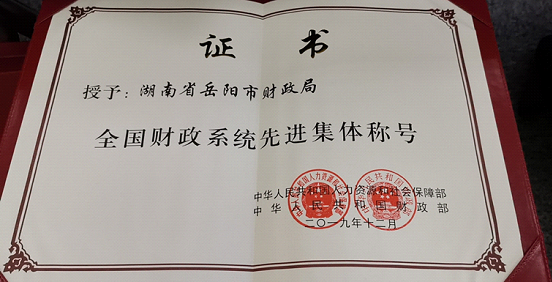 证 书
授予：湖南省岳阳市财政局
全国财政系统先进集体称号
中华人民共和国人力资源和社会保障部
中华人民共和国财政部
二〇一九年十二月